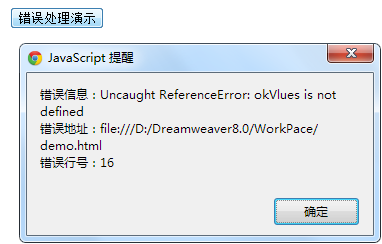 错误处理演示
JavaScript 提醒
错误信息：Uncaught ReferenceError: okVlues is not
defined
错误地址：file:///D:/Dreamweaver8.0/WorkPace/
demo.html
错误行号：16
确定